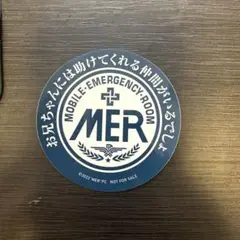 お兄ちゃんには助けてくれる仲間がいるでしょ
MOBILE-EMERGENCY-ROOM
MER
©2023 "MER" PC NOT FOR SALE